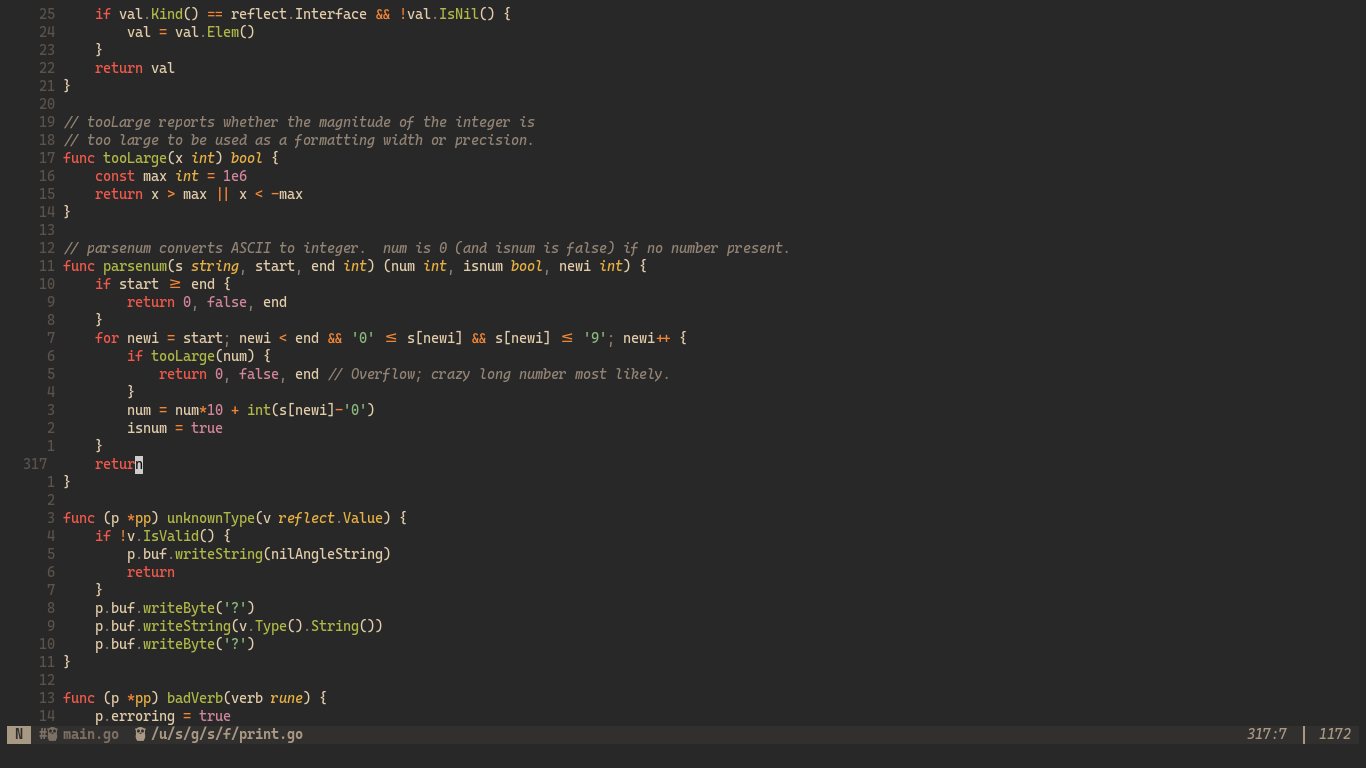 25     if val.Kind() == reflect.Interface && !val.IsNil() {
24         val = val.Elem()
23     }
22     return val
21 }
20
19 // tooLarge reports whether the magnitude of the integer is
18 // too large to be used as a formatting width or precision.
17 func tooLarge(x int) bool {
16     const max int = 1e6
15     return x > max || x < -max
14 }
13
12 // parsenum converts ASCII to integer.  num is 0 (and isnum is false) if no number present.
11 func parsenum(s string, start, end int) (num int, isnum bool, newi int) {
10     if start ≥ end {
9         return 0, false, end
8     }
7     for newi = start; newi < end && '0' ≤ s[newi] && s[newi] ≤ '9'; newi++ {
6         if tooLarge(num) {
5             return 0, false, end // Overflow; crazy long number most likely.
4         }
3         num = num*10 + int(s[newi]-'0')
2         isnum = true
1     }
317     return
1 }
2
3 func (p *pp) unknownType(v reflect.Value) {
4     if !v.IsValid() {
5         p.buf.writeString(nilAngleString)
6         return
7     }
8     p.buf.writeByte('?')
9     p.buf.writeString(v.Type().String())
10     p.buf.writeByte('?')
11 }
12
13 func (p *pp) badVerb(verb rune) {
14     p.erroring = true
N #main.go /u/s/g/s/f/print.go 317:7 | 1172